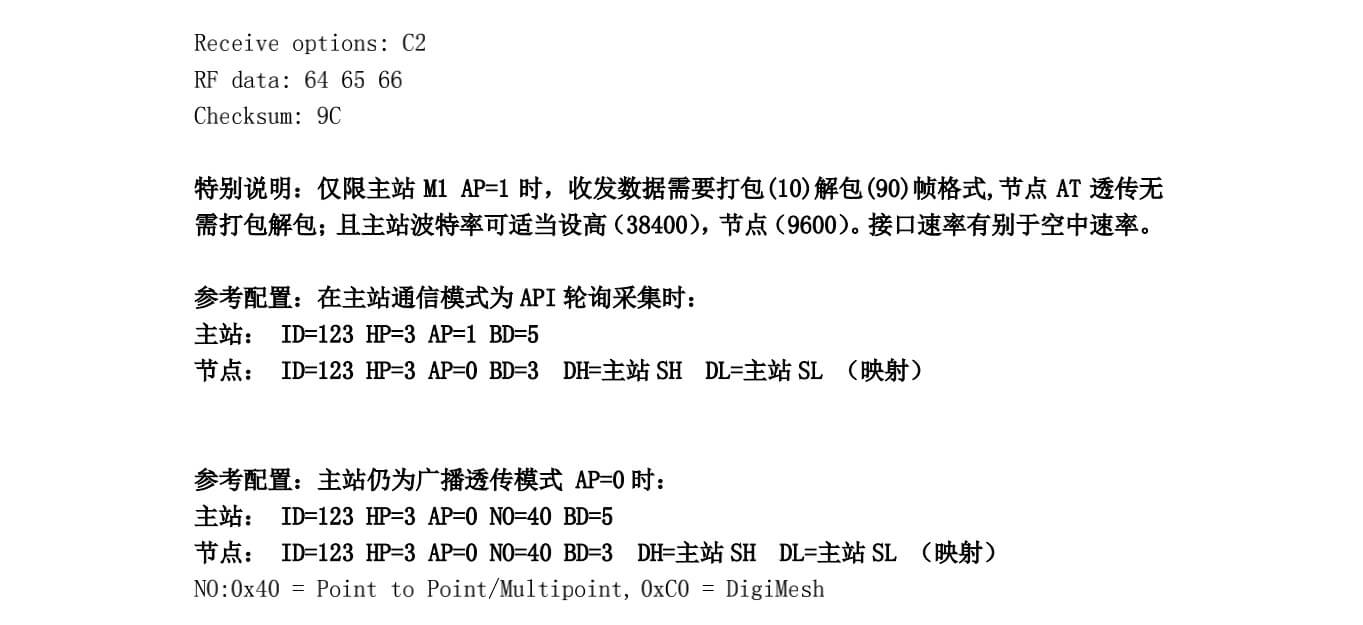 Receive options: C2
RF data: 64 65 66
Checksum: 9C
特别说明：仅限主站 M1 AP=1 时，收发数据需要打包(10)解包(90)帧格式,节点 AT 透传无
需打包解包；且主站波特率可适当设高（38400），节点（9600）。接口速率有别于空中速率。
参考配置：在主站通信模式为 API 轮询采集时：
主站： ID=123 HP=3 AP=1 BD=5
节点： ID=123 HP=3 AP=0 BD=3 DH=主站 SH DL=主站 SL （映射）
参考配置：主站仍为广播透传模式 AP=0 时：
主站： ID=123 HP=3 AP=0 NO=40 BD=5
节点： ID=123 HP=3 AP=0 NO=40 BD=3 DH=主站 SH DL=主站 SL （映射）
NO:0x40 = Point to Point/Multipoint, 0xC0 = DigiMesh